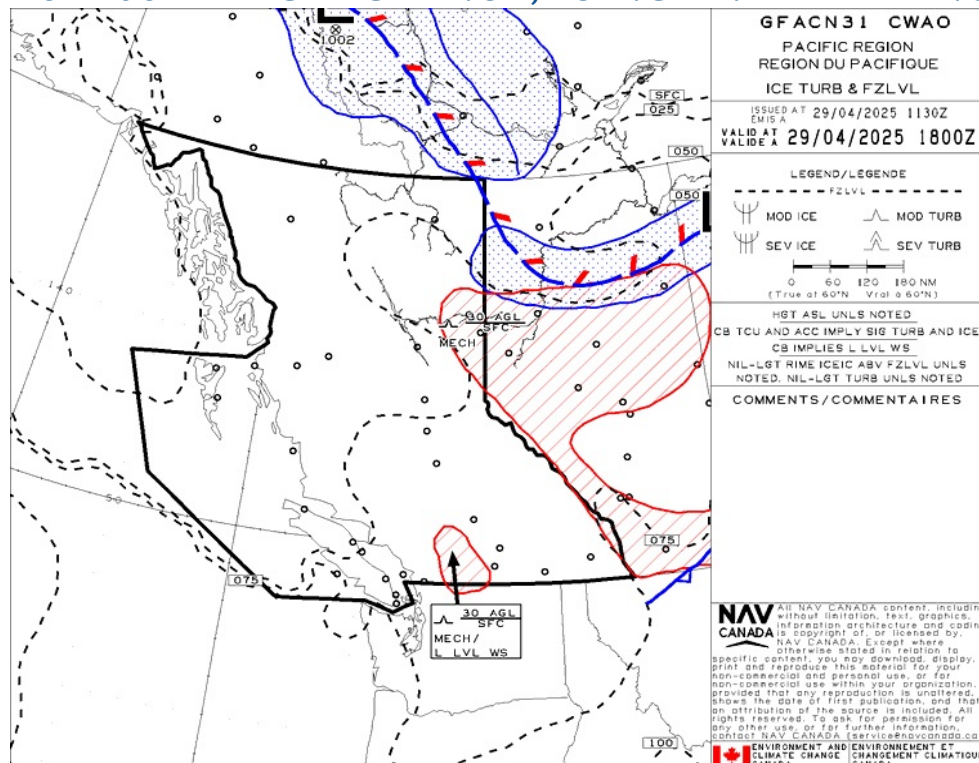 L
1002
SFC
025
050
050
L
140
30 AGL
SFC
MECH
50
075
075
30 AGL
SFC
MECH/
L LVL WS
100
GFACN31 CWAO
PACIFIC REGION
REGION DU PACIFIQUE
ICE TURB & FZLVL
ISSUED AT
EMIS A
29/04/2025 1130Z
VALID AT
VALIDE A
29/04/2025 1800Z
LEGEND/LÉGENDE
FZLVL
MOD ICE
MOD TURB
SEV ICE
SEV TURB
0 60 120 180 NM
(True at 60°N Vrai à 60°N)
HGT ASL UNLS NOTED
CB TCU AND ACC IMPLY SIG TURB AND ICE
CB IMPLIES L LVL WS
NIL-LGT RIME ICEIC ABV FZLVL UNLS
NOTED. NIL-LGT TURB UNLS NOTED
COMMENTS/COMMENTAIRES
NAV
CANADA
All NAV CANADA content, includin
without limitation, text, graphics,
information architecture and codin
is copyright of, or licensed by,
NAV CANADA. Except where
otherwise stated in relation to
specific content, you may download, display,
print and reproduce this material for your
non-commercial and personal use, or for
non-commercial use within your organization,
provided that any reproduction is unaltered,
shows the date of first publication, and that
an attribution of the source is included. All
rights reserved. To ask for permission for
any other use, or for further information,
contact NAV CANADA (service@navcanada.ca
ENVIRONMENT AND
CLIMATE CHANGE
ENVIRONNEMENT ET
CHANGEMENT CLIMATIQU